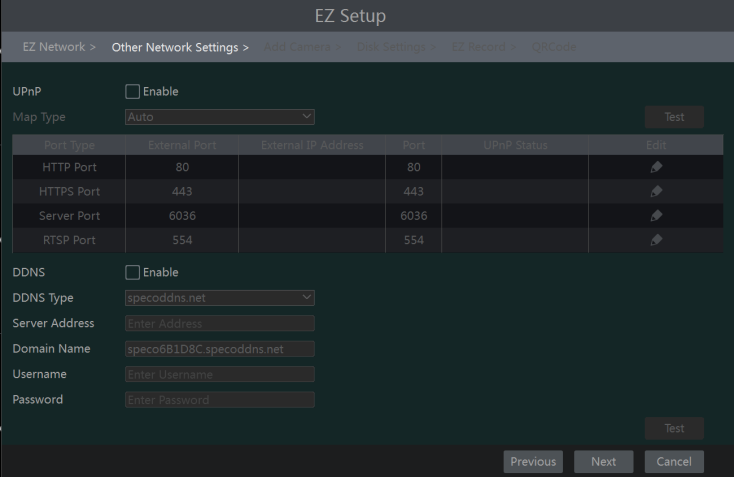 EZ Setup
EZ Network > Other Network Settings > Add Camera > Disk Settings > EZ Record > QRCode
UPnP Enable
Map Type Auto Test
Port Type External Port External IP Address Port UPnP Status Edit
HTTP Port 80 80
HTTPS Port 443 443
Server Port 6036 6036
RTSP Port 554 554
DDNS Enable
DDNS Type specoddns.net
Server Address Enter Address
Domain Name speco6B1D8C.specoddns.net
Username Enter Username
Password Enter Password
Test
Previous Next Cancel